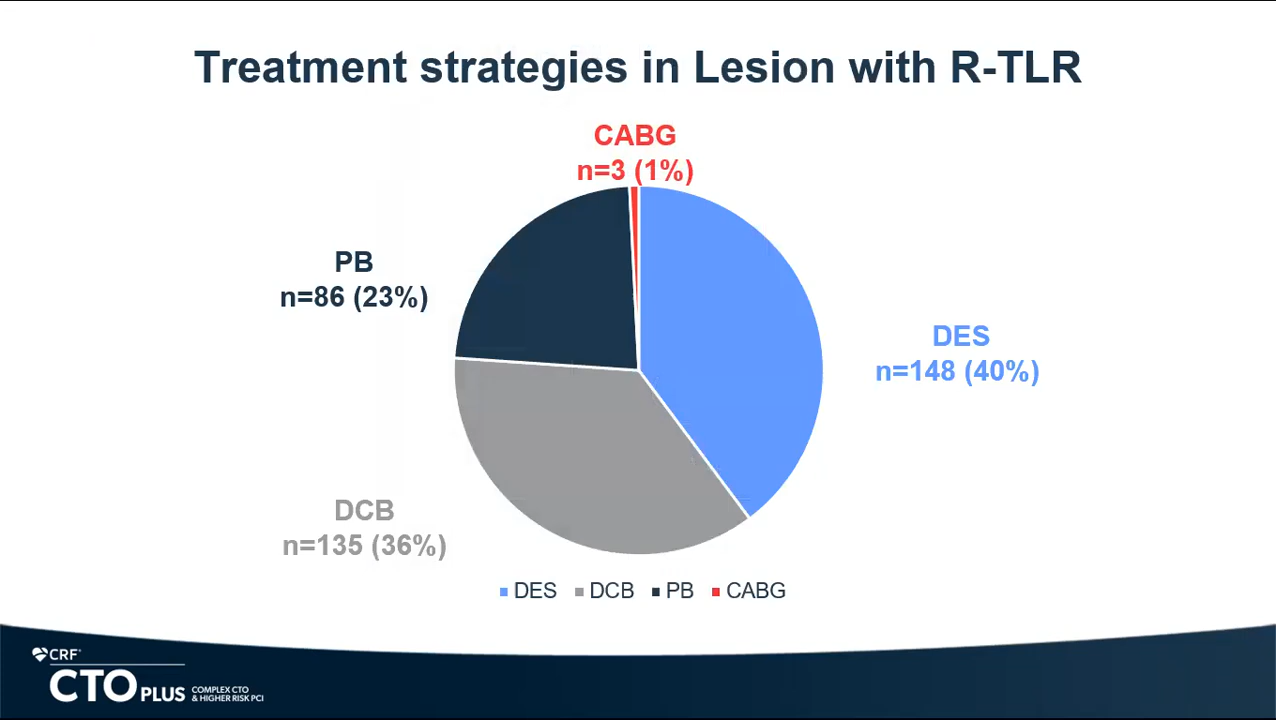 Treatment strategies in Lesion with R-TLR
CABG
n=3 (1%)
PB
n=86 (23%)
DES
n=148 (40%)
DCB
n=135 (36%)
DES DCB PB CABG
CRF
CTO PLUS COMPLEX CTO
& HIGHER RISK PCI